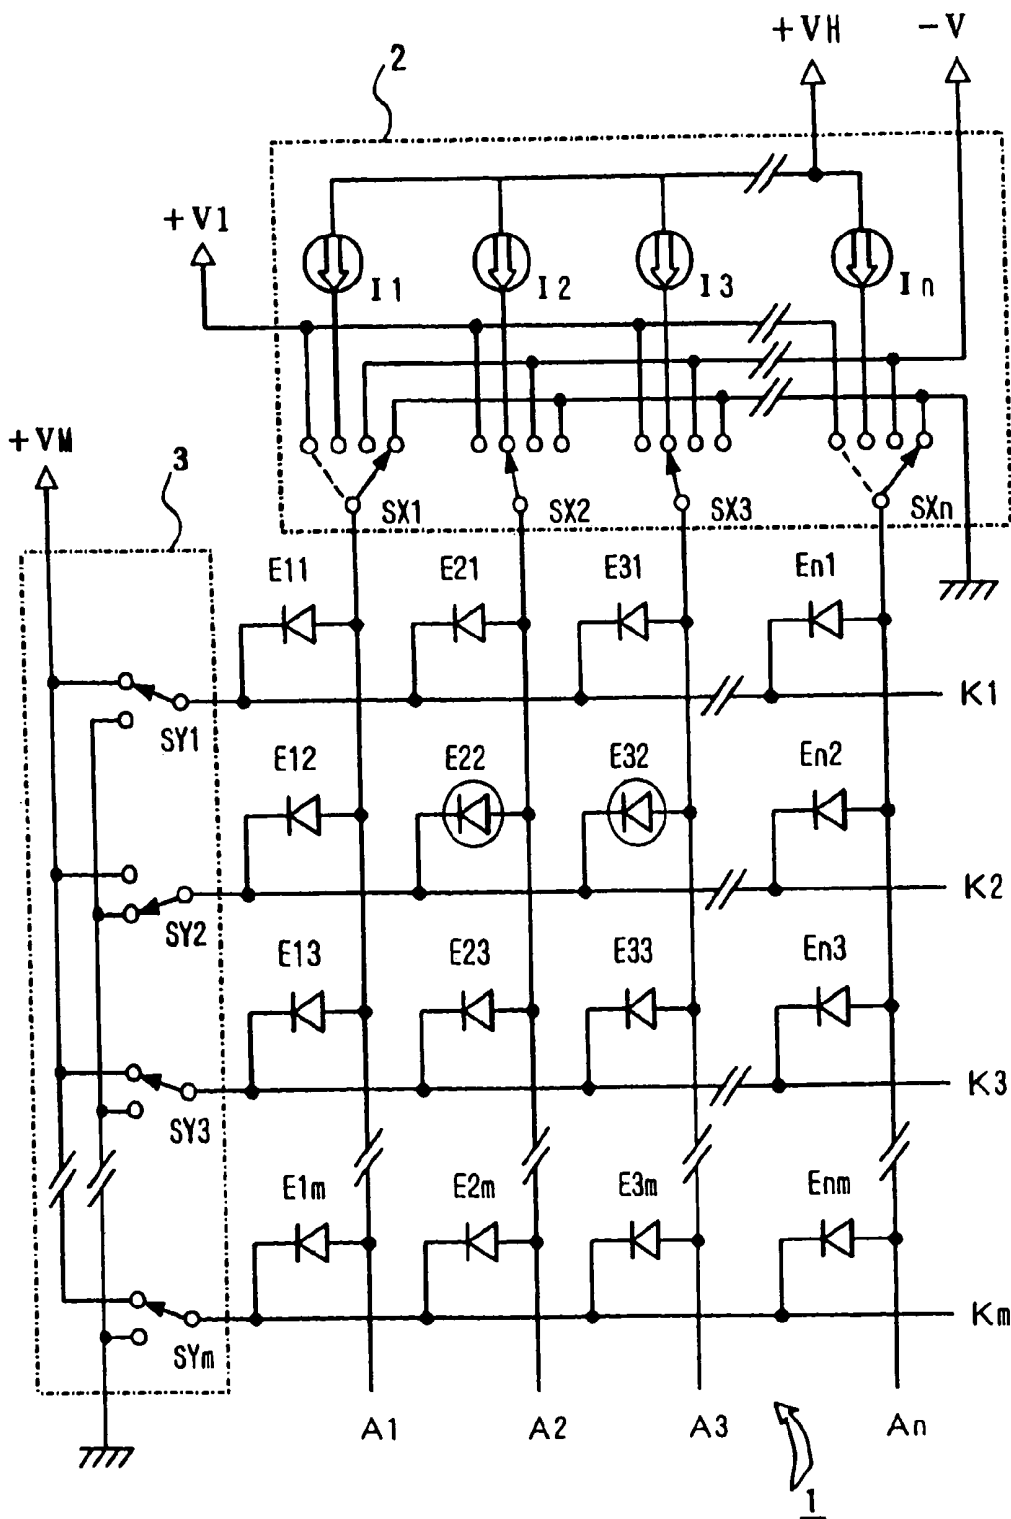 +VH -V
2
+V1
I1 I2 I3 In
+VM
3
SX1 SX2 SX3 SXn
E11 E21 E31 En1
K1
SY1
E12 E22 E32 En2
K2
SY2
E13 E23 E33 En3
K3
SY3
E1m E2m E3m Enm
Km
SYm
A1 A2 A3 An
1